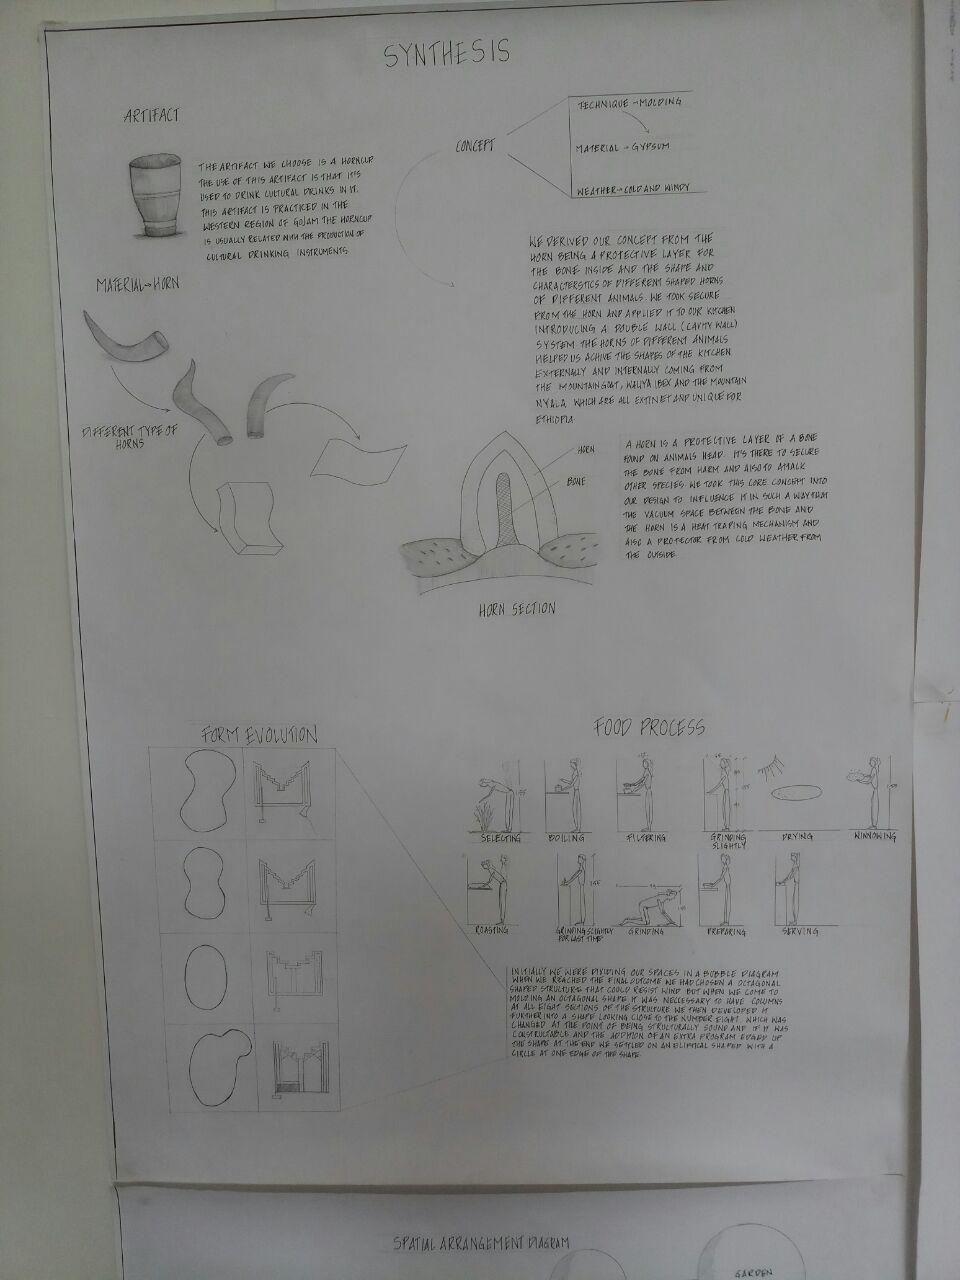 SYNTHESIS
ARTIFACT
THE ARTIFACT WE CHOOSE IS A HORNCUP
THE USE OF THIS ARTIFACT IS THAT IT'S
USED TO DRINK CULTURAL DRINKS IN IT.
THIS ARTIFACT IS PRACTICED IN THE
WESTERN REGION OF GOJAM THE HORNCUP
IS USUALLY RELATED WITH THE PRODUCTION OF
CULTURAL DRINKING INSTRUMENTS
CONCEPT
TECHNIQUE → MOLDING
MATERIAL → GYPSUM
WEATHER → COLD AND WINDY
WE DERIVED OUR CONCEPT FROM THE
HORN BEING A PROTECTIVE LAYER FOR
THE BONE INSIDE AND THE SHAPE AND
CHARACTERSTICS OF DIFFERENT SHAPED HORNS
OF DIFFERENT ANIMALS. WE TOOK SECURE
FROM THE HORN AND APPLIED IT TO OUR KITCHEN
INTRODUCING A DOUBLE WALL (CAVITY WALL)
SYSTEM THE HORNS OF DIFFERENT ANIMALS
HELPED US ACHIVE THE SHAPES OF THE KITCHEN
EXTERNALLY AND INTERNALLY COMING FROM
THE MOUNTAIN GOAT, WALIYA IBEX AND THE MOUNTAIN
NYALA WHICH ARE ALL EXTINET AND UNIQUE FOR
ETHIOPIA
MATERIAL → HORN
DIFFERENT TYPE OF
HORNS
HORN
BONE
HORN SECTION
A HORN IS A PROTECTIVE LAYER OF A BONE
FOUND ON ANIMALS HEAD. IT'S THERE TO SECURE
THE BONE FROM HARM AND ALSO TO ATTACK
OTHER SPECIES. WE TOOK THIS CORE CONCEPT INTO
OUR DESIGN TO INFLUENCE IT IN SUCH A WAY THAT
THE VACUUM SPACE BETWEEN THE BONE AND
THE HORN IS A HEAT TRAPING MECHANISM AND
ALSO A PROTECTOR FROM COLD WEATHER FROM
THE OUTSIDE.
FORM EVOLUTION
FOOD PROCESS
SELECTING
BOILING
FILTERING
GRINDING
SLIGHTLY
DRYING
WINNOWING
ROASTING
GRINDING SLIGHTLY
FOR LAST TIME
GRINDING
PREPARING
SERVING
INITIALLY WE WERE DIVIDING OUR SPACES IN A BUBBLE DIAGRAM
WHEN WE REACHED THE FINAL OUTCOME WE HAD CHOSEN A OCTAGONAL
SHAPED STRUCTURE THAT COULD RESIST WIND BUT WHEN WE COME TO
MOLDING AN OCTAGONAL SHAPE IT WAS NECCESSARY TO HAVE COLUMNS
AT ALL EIGHT SECTIONS OF THE STRUCTURE WE THEN DEVELOPED IT
FURTHER INTO A SHAPE LOOKING CLOSE TO THE NUMBER EIGHT WHICH WAS
CHANGED AT THE POINT OF BEING STRUCTURALLY SOUND AND IF IT WAS
CONSTRUCTABLE AND THE ADDITION OF AN EXTRA PROGRAM EDGED UP
THE SHAPE AT THE END WE SETTLED ON AN ELIPTICAL SHAPED WITH A
CIRCLE AT ONE EDGE OF THE SHAPE.
SPATIAL ARRANGEMENT DIAGRAM
GARDEN